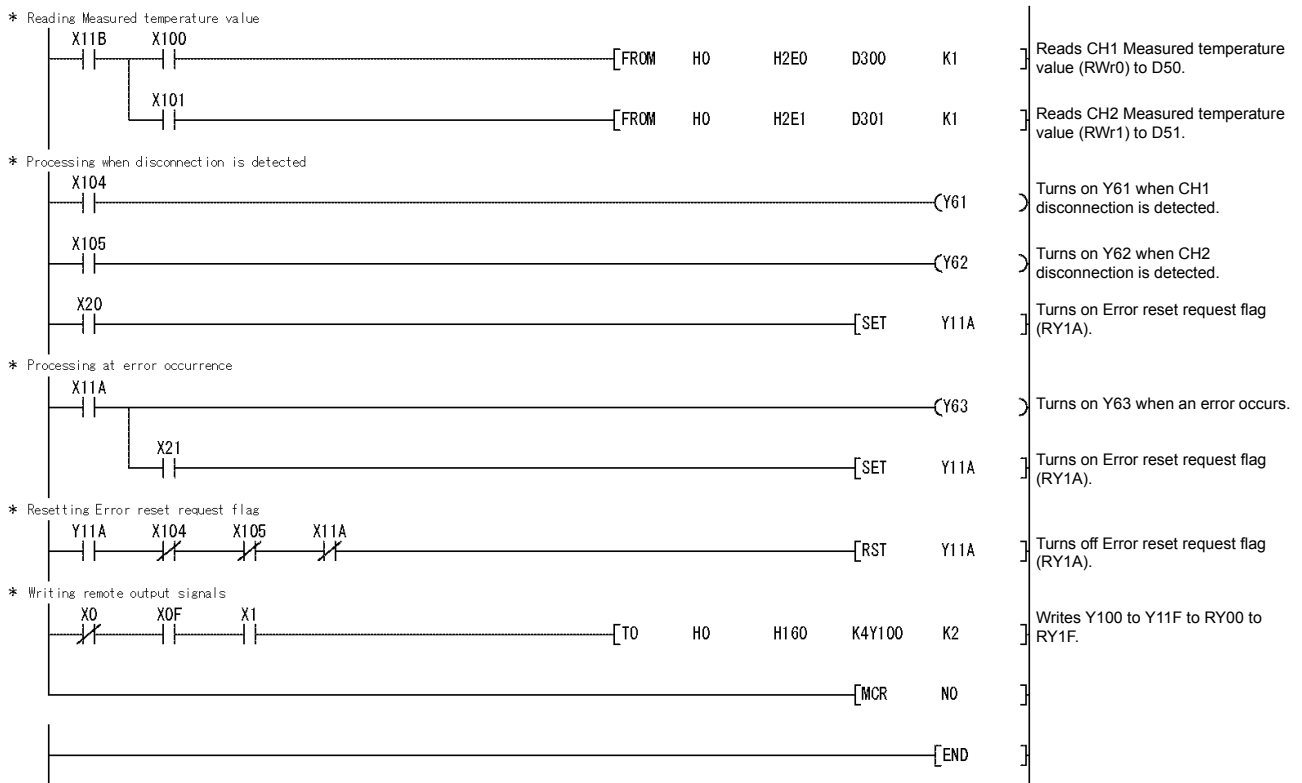 * Reading Measured temperature value
X11B X100
[FROM H0 H2E0 D300 K1 ]
Reads CH1 Measured temperature
value (RWr0) to D50.
X101
[FROM H0 H2E1 D301 K1 ]
Reads CH2 Measured temperature
value (RWr1) to D51.
* Processing when disconnection is detected
X104
(Y61 )
Turns on Y61 when CH1
disconnection is detected.
X105
(Y62 )
Turns on Y62 when CH2
disconnection is detected.
X20
[SET Y11A ]
Turns on Error reset request flag
(RY1A).
* Processing at error occurrence
X11A
(Y63 )
Turns on Y63 when an error occurs.
X21
[SET Y11A ]
Turns on Error reset request flag
(RY1A).
* Resetting Error reset request flag
Y11A X104 X105 X11A
[RST Y11A ]
Turns off Error reset request flag
(RY1A).
* Writing remote output signals
X0 X0F X1
[TO H0 H160 K4Y100 K2 ]
Writes Y100 to Y11F to RY00 to
RY1F.
[MCR N0 ]
[END ]